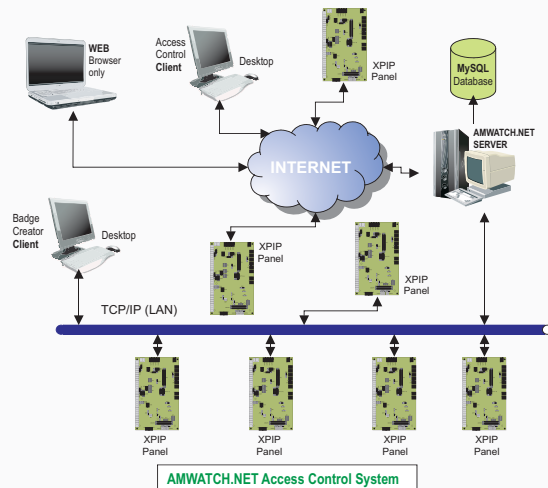 WEB
Browser
only
Access
Control
Client
Desktop
XPIP
Panel
MySQL
Database
AMWATCH.NET
SERVER
INTERNET
Badge
Creator
Client
Desktop
XPIP
Panel
XPIP
Panel
TCP/IP (LAN)
XPIP
Panel
XPIP
Panel
XPIP
Panel
XPIP
Panel
AMWATCH.NET Access Control System